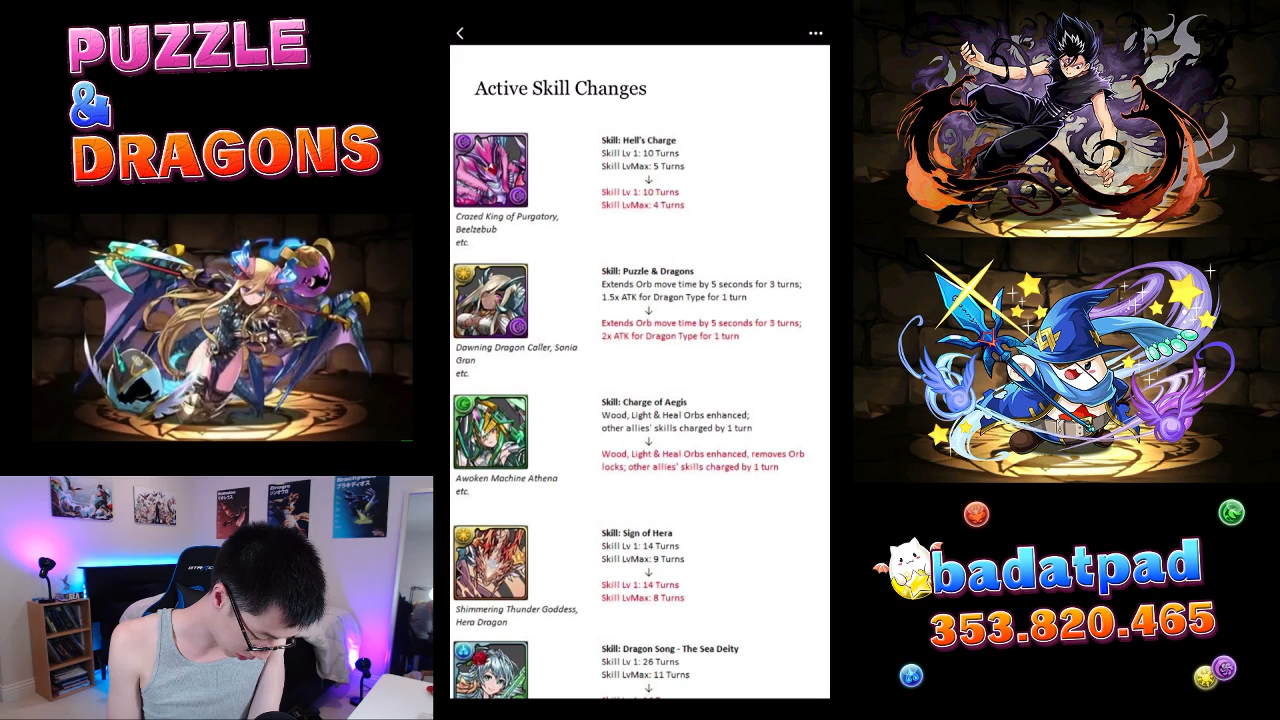 PUZZLE
&
DRAGONS
Active Skill Changes
Skill: Hell's Charge
Skill Lv 1: 10 Turns
Skill LvMax: 5 Turns
↓
Skill Lv 1: 10 Turns
Skill LvMax: 4 Turns
Crazed King of Purgatory,
Beelzebub
etc.
Skill: Puzzle & Dragons
Extends Orb move time by 5 seconds for 3 turns;
1.5x ATK for Dragon Type for 1 turn
↓
Extends Orb move time by 5 seconds for 3 turns;
2x ATK for Dragon Type for 1 turn
Dawning Dragon Caller, Sonia
Gran
etc.
Skill: Charge of Aegis
Wood, Light & Heal Orbs enhanced;
other allies' skills charged by 1 turn
↓
Wood, Light & Heal Orbs enhanced, removes Orb
locks; other allies' skills charged by 1 turn
Awoken Machine Athena
etc.
Skill: Sign of Hera
Skill Lv 1: 14 Turns
Skill LvMax: 9 Turns
↓
Skill Lv 1: 14 Turns
Skill LvMax: 8 Turns
Shimmering Thunder Goddess,
Hera Dragon
Skill: Dragon Song - The Sea Deity
Skill Lv 1: 26 Turns
Skill LvMax: 11 Turns
↓
badatpad
353.820.465